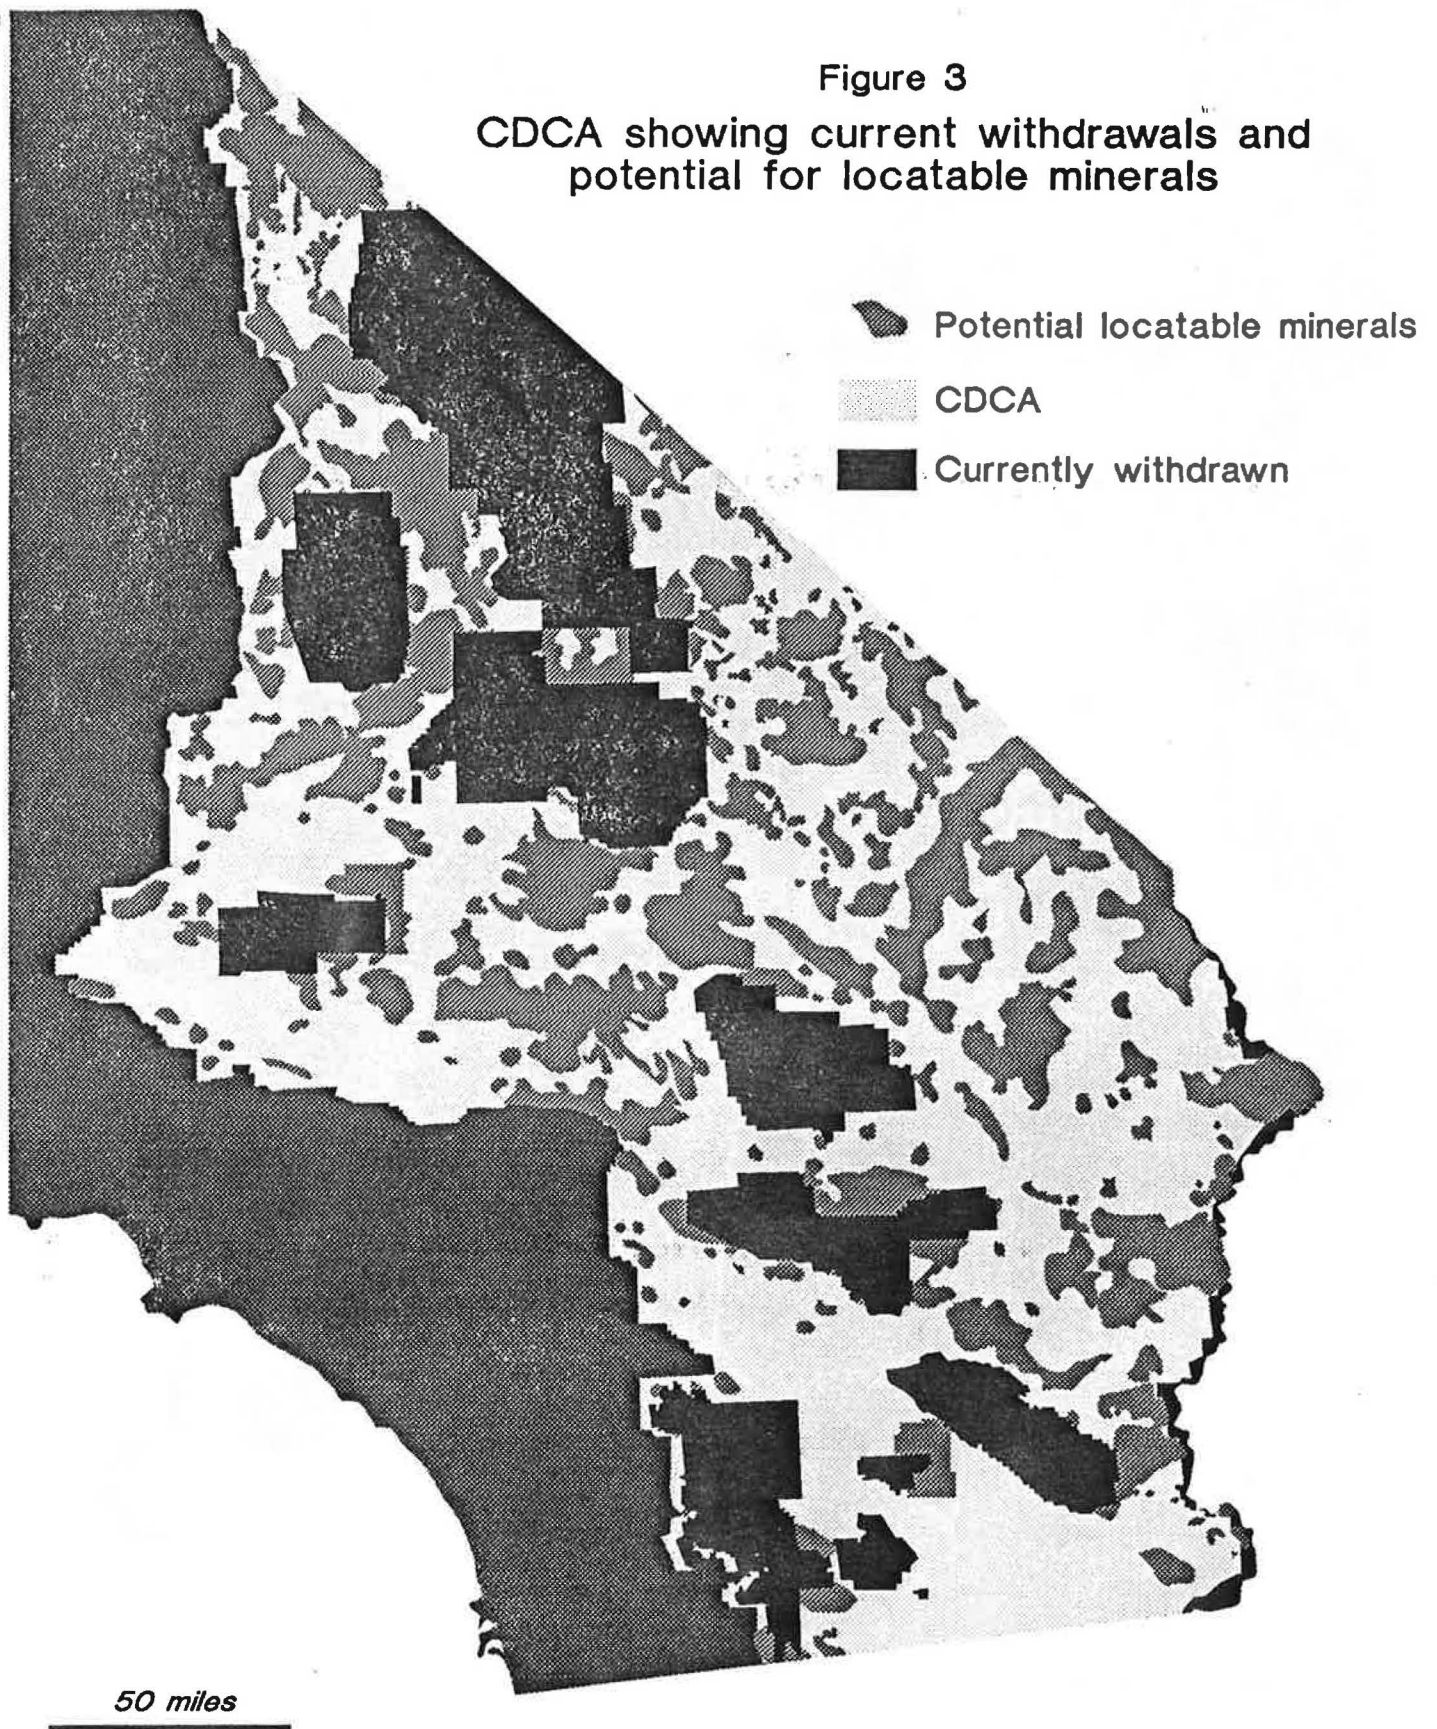 Figure 3
CDCA showing current withdrawals and
potential for locatable minerals
Potential locatable minerals
CDCA
Currently withdrawn
50 miles